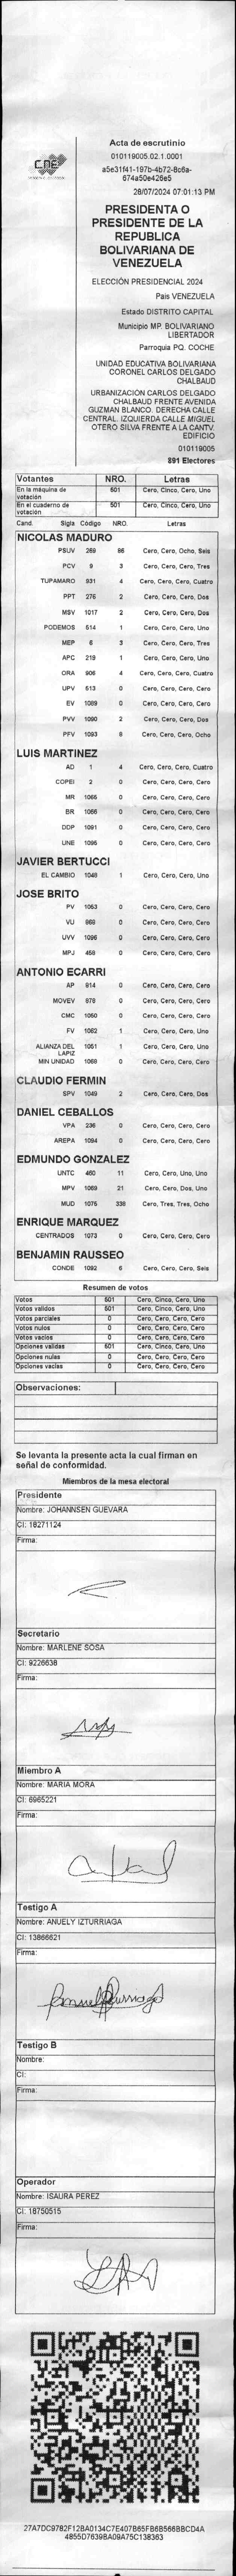 CNE
Acta de escrutinio
010119005.02.1.0001
a5e31f41-197b-4b72-8c6a-
674a50e426e5
28/07/2024 07:01:13 PM
PRESIDENTA O
PRESIDENTE DE LA
REPUBLICA
BOLIVARIANA DE
VENEZUELA
ELECCIÓN PRESIDENCIAL 2024
Pais VENEZUELA
Estado DISTRITO CAPITAL
Municipio MP. BOLIVARIANO
LIBERTADOR
Parroquia PQ. COCHE
UNIDAD EDUCATIVA BOLIVARIANA
CORONEL CARLOS DELGADO
CHALBAUD
URBANIZACIÓN CARLOS DELGADO
CHALBAUD FRENTE AVENIDA
GUZMAN BLANCO. DERECHA CALLE
CENTRAL. IZQUIERDA CALLE MIGUEL
OTERO SILVA FRENTE A LA CANTV.
EDIFICIO
010119005
891 Electores
Votantes NRO. Letras
En la máquina de votación 501 Cero, Cinco, Cero, Uno
En el cuaderno de votación 501 Cero, Cinco, Cero, Uno
Cand. Sigla Código NRO. Letras
NICOLAS MADURO
PSUV 269 86 Cero, Cero, Ocho, Seis
PCV 9 3 Cero, Cero, Cero, Tres
TUPAMARO 931 4 Cero, Cero, Cero, Cuatro
PPT 276 2 Cero, Cero, Cero, Dos
MSV 1017 2 Cero, Cero, Cero, Dos
PODEMOS 514 1 Cero, Cero, Cero, Uno
MEP 6 3 Cero, Cero, Cero, Tres
APC 219 1 Cero, Cero, Cero, Uno
ORA 906 4 Cero, Cero, Cero, Cuatro
UPV 513 0 Cero, Cero, Cero, Cero
EV 1089 0 Cero, Cero, Cero, Cero
PVV 1090 2 Cero, Cero, Cero, Dos
PFV 1093 8 Cero, Cero, Cero, Ocho
LUIS MARTINEZ
AD 1 4 Cero, Cero, Cero, Cuatro
COPEI 2 0 Cero, Cero, Cero, Cero
MR 1065 0 Cero, Cero, Cero, Cero
BR 1066 0 Cero, Cero, Cero, Cero
DDP 1091 0 Cero, Cero, Cero, Cero
UNE 1095 0 Cero, Cero, Cero, Cero
JAVIER BERTUCCI
EL CAMBIO 1048 1 Cero, Cero, Cero, Uno
JOSE BRITO
PV 1053 0 Cero, Cero, Cero, Cero
VU 968 0 Cero, Cero, Cero, Cero
UVV 1096 0 Cero, Cero, Cero, Cero
MPJ 458 0 Cero, Cero, Cero, Cero
ANTONIO ECARRI
AP 914 0 Cero, Cero, Cero, Cero
MOVEV 978 0 Cero, Cero, Cero, Cero
CMC 1050 0 Cero, Cero, Cero, Cero
FV 1062 1 Cero, Cero, Cero, Uno
ALIANZA DEL LAPIZ 1051 1 Cero, Cero, Cero, Uno
MIN UNIDAD 1068 0 Cero, Cero, Cero, Cero
CLAUDIO FERMIN
SPV 1049 2 Cero, Cero, Cero, Dos
DANIEL CEBALLOS
VPA 236 0 Cero, Cero, Cero, Cero
AREPA 1094 0 Cero, Cero, Cero, Cero
EDMUNDO GONZALEZ
UNTC 460 11 Cero, Cero, Uno, Uno
MPV 1069 21 Cero, Cero, Dos, Uno
MUD 1075 338 Cero, Tres, Tres, Ocho
ENRIQUE MARQUEZ
CENTRADOS 1073 0 Cero, Cero, Cero, Cero
BENJAMIN RAUSSEO
CONDE 1092 6 Cero, Cero, Cero, Seis
Resumen de votos
Votos 501 Cero, Cinco, Cero, Uno
Votos validos 501 Cero, Cinco, Cero, Uno
Votos parciales 0 Cero, Cero, Cero, Cero
Votos nulos 0 Cero, Cero, Cero, Cero
Votos vacios 0 Cero, Cero, Cero, Cero
Opciones validas 501 Cero, Cinco, Cero, Uno
Opciones nulas 0 Cero, Cero, Cero, Cero
Opciones vacias 0 Cero, Cero, Cero, Cero
Observaciones:
Se levanta la presente acta la cual firman en
señal de conformidad.
Miembros de la mesa electoral
Presidente
Nombre: JOHANNSEN GUEVARA
CI: 18271124
Firma:
Secretario
Nombre: MARLENE SOSA
CI: 9226638
Firma:
Miembro A
Nombre: MARIA MORA
CI: 6965221
Firma:
Testigo A
Nombre: ANUELY IZTURRIAGA
CI: 13866621
Firma:
Testigo B
Nombre:
CI:
Firma:
Operador
Nombre: ISAURA PEREZ
CI: 18750515
Firma:
27A7DC9782F12BA0134C7E407B65FB6B566BBCD4A
4855D7639BA09A75C138363